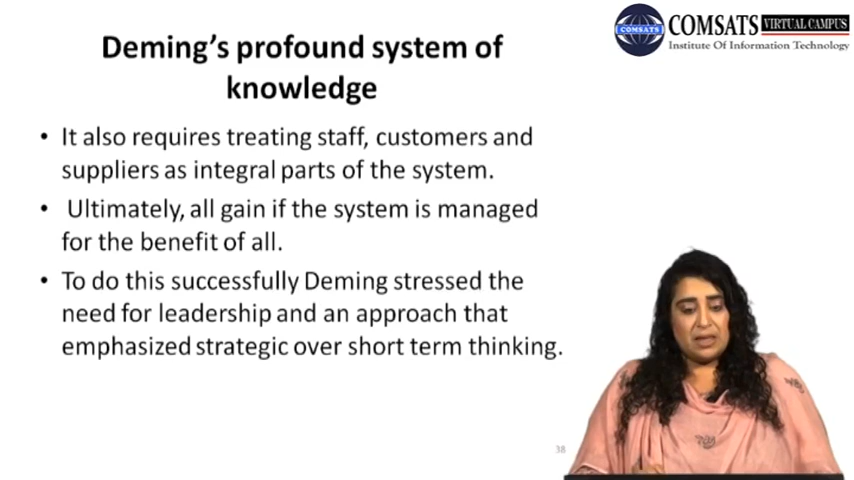 COMSATS VIRTUAL CAMPUS
COMSATS
Institute Of Information Technology
Deming's profound system of
knowledge
• It also requires treating staff, customers and
suppliers as integral parts of the system.
• Ultimately, all gain if the system is managed
for the benefit of all.
• To do this successfully Deming stressed the
need for leadership and an approach that
emphasized strategic over short term thinking.
38